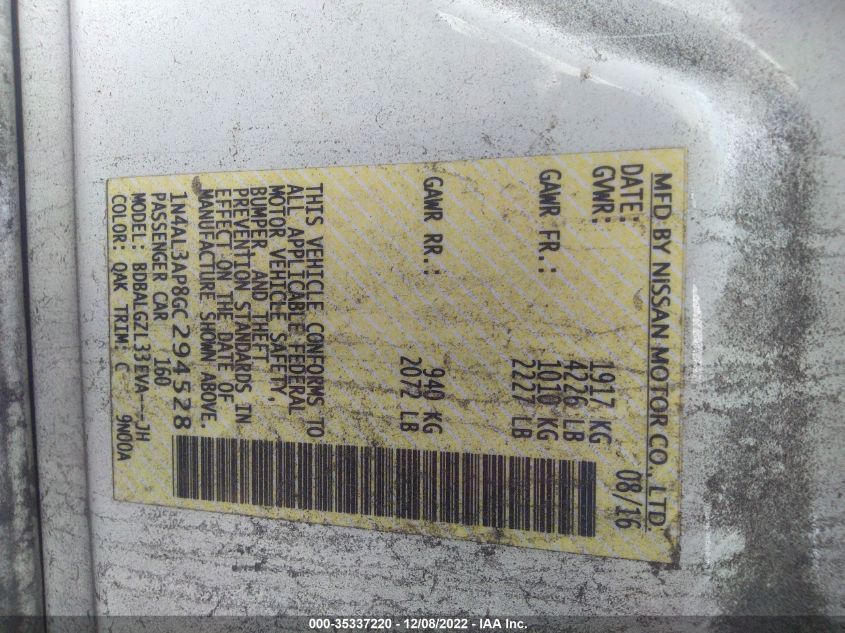 MFD BY NISSAN MOTOR CO., LTD.
DATE: 08/16
GVWR: 1917 KG
4226 LB
GAWR FR.: 1010 KG
2227 LB
GAWR RR.: 940 KG
2072 LB
THIS VEHICLE CONFORMS TO
ALL APPLICABLE FEDERAL
MOTOR VEHICLE SAFETY,
BUMPER AND THEFT
PREVENTION STANDARDS IN
EFFECT ON THE DATE OF
MANUFACTURE SHOWN ABOVE.
1N4AL3AP8GC294528
PASSENGER CAR 160
MODEL: BDBALGZL33EVA---JH
COLOR: QAK TRIM: C 9N00A
000-35337220 - 12/08/2022 - IAA Inc.